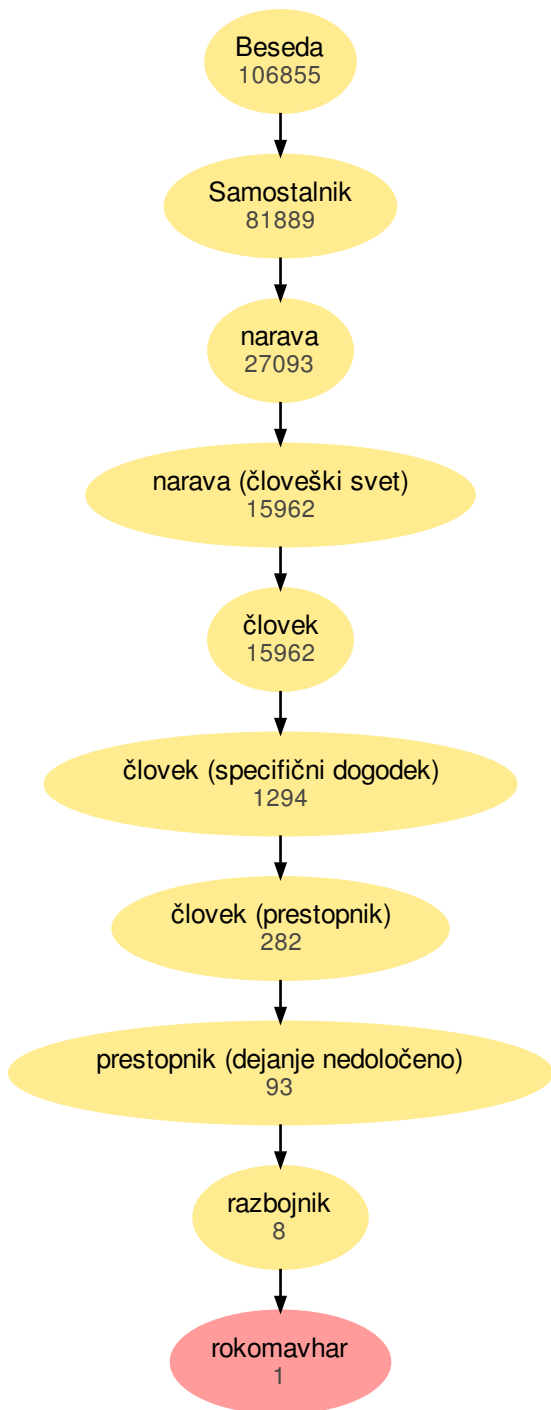 Beseda
106855
Samostalnik
81889
narava
27093
narava (človeški svet)
15962
človek
15962
človek (specifični dogodek)
1294
človek (prestopnik)
282
prestopnik (dejanje nedoločeno)
93
razbojnik
8
rokomavhar
1